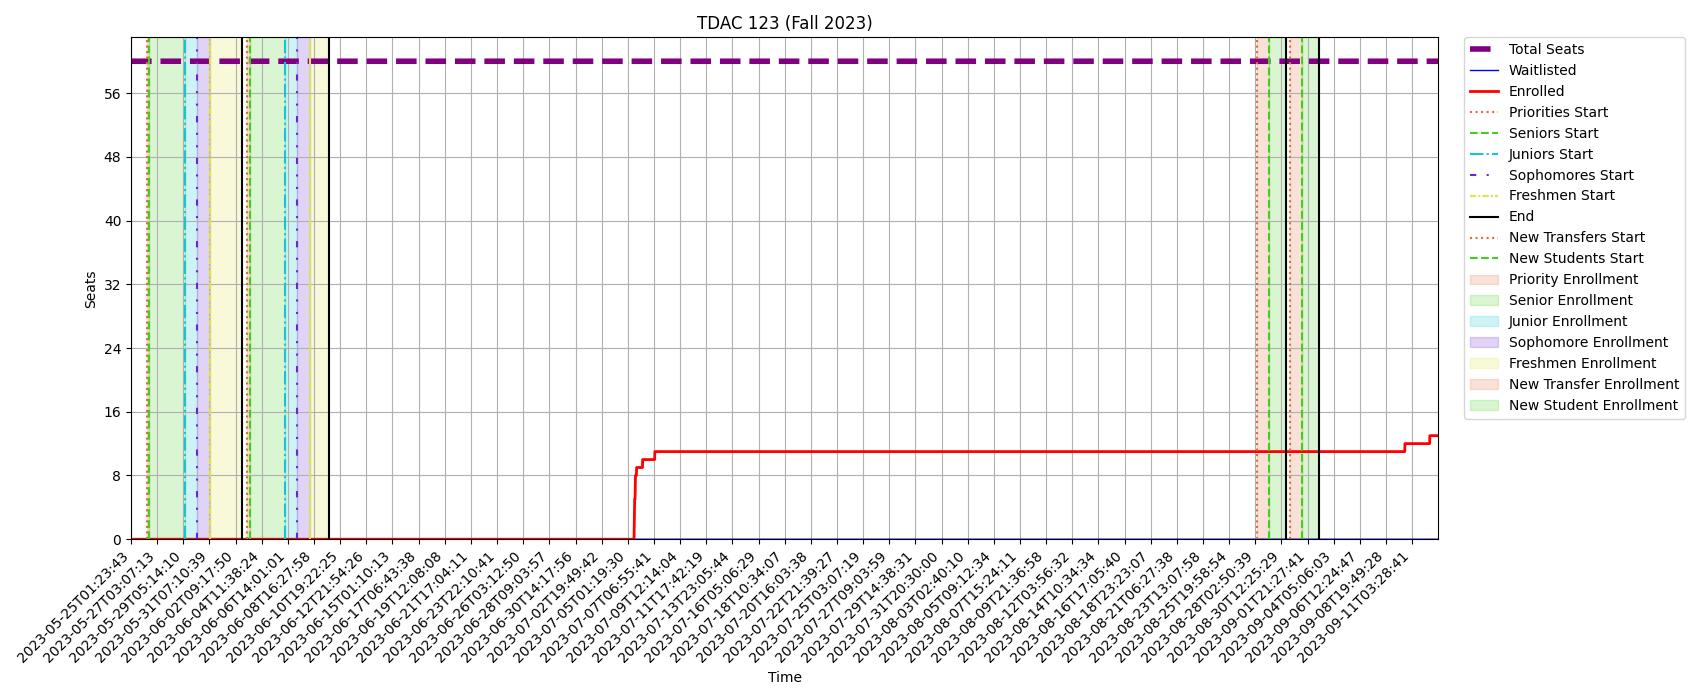 TDAC 123 (Fall 2023)
Seats
56
48
40
32
24
16
8
0
2023-05-25T01:23:43
2023-05-27T03:07:13
2023-05-29T05:14:10
2023-05-31T07:10:39
2023-06-02T09:17:50
2023-06-04T11:38:24
2023-06-06T14:01:01
2023-06-08T16:27:58
2023-06-10T19:22:25
2023-06-12T21:54:26
2023-06-15T01:10:13
2023-06-17T06:43:38
2023-06-19T12:08:08
2023-06-21T17:04:11
2023-06-23T22:10:41
2023-06-26T03:12:50
2023-06-28T09:03:57
2023-06-30T14:17:56
2023-07-02T19:49:42
2023-07-05T01:19:30
2023-07-07T06:55:41
2023-07-09T12:14:04
2023-07-11T17:42:19
2023-07-13T23:05:44
2023-07-16T05:06:29
2023-07-18T10:34:07
2023-07-20T16:03:38
2023-07-22T21:39:27
2023-07-25T03:07:19
2023-07-27T09:03:59
2023-07-29T14:38:31
2023-07-31T20:30:00
2023-08-03T02:40:10
2023-08-05T09:12:34
2023-08-07T15:24:11
2023-08-09T21:36:58
2023-08-12T03:56:32
2023-08-14T10:34:34
2023-08-16T17:05:40
2023-08-18T23:23:07
2023-08-21T06:27:38
2023-08-23T13:07:58
2023-08-25T19:58:54
2023-08-28T02:50:39
2023-08-30T12:25:29
2023-09-01T21:27:41
2023-09-04T05:06:03
2023-09-06T12:24:47
2023-09-08T19:49:28
2023-09-11T03:28:41
Time
Total Seats
Waitlisted
Enrolled
Priorities Start
Seniors Start
Juniors Start
Sophomores Start
Freshmen Start
End
New Transfers Start
New Students Start
Priority Enrollment
Senior Enrollment
Junior Enrollment
Sophomore Enrollment
Freshmen Enrollment
New Transfer Enrollment
New Student Enrollment